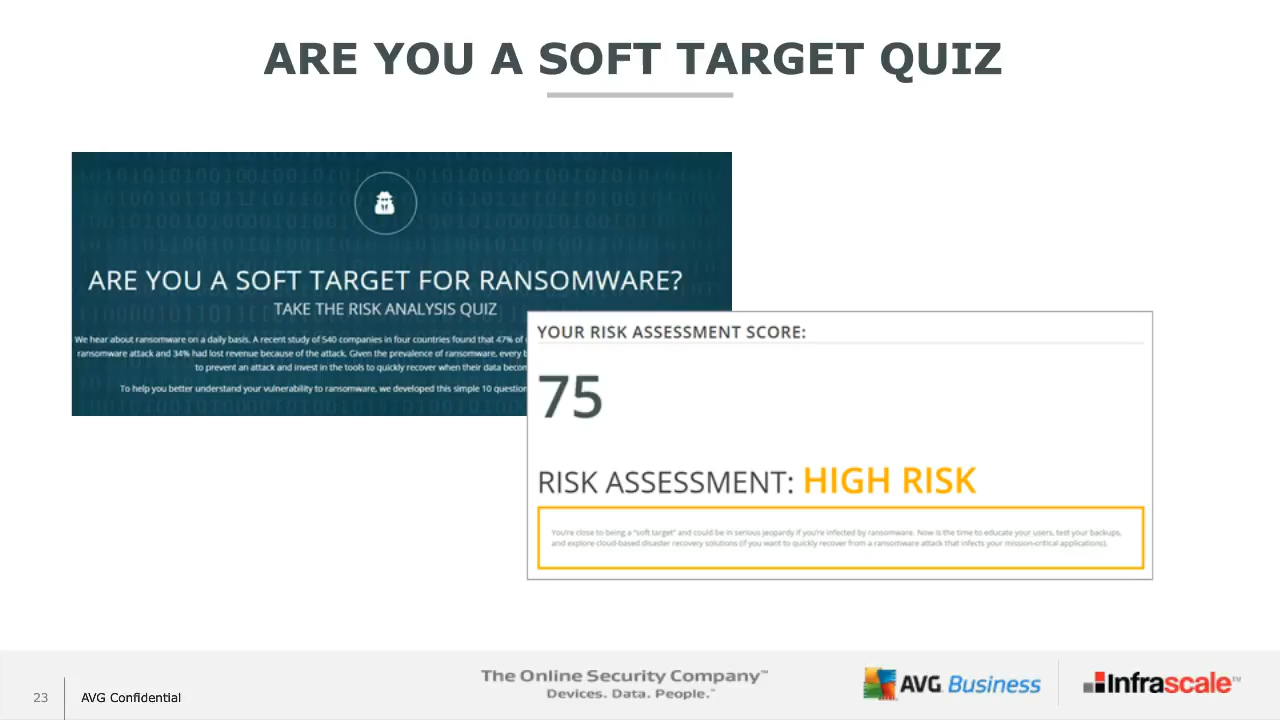 ARE YOU A SOFT TARGET QUIZ
ARE YOU A SOFT TARGET FOR RANSOMWARE?
TAKE THE RISK ANALYSIS QUIZ
We hear about ransomware on a daily basis. A recent study of 540 companies in four countries found that 47% of
ransomware attack and 34% had lost revenue because of the attack. Given the prevalence of ransomware, every
to prevent an attack and invest in the tools to quickly recover when their data
To help you better understand your vulnerability to ransomware, we developed this simple 10
YOUR RISK ASSESSMENT SCORE:
75
RISK ASSESSMENT: HIGH RISK
You're close to being a "soft target" and could be in serious jeopardy if you're infected by ransomware. Now is the time to educate your users, test your backups,
and explore cloud-based disaster recovery solutions (if you want to quickly recover from a ransomware attack that infects your mission-critical applications).
23
AVG Confidential
The Online Security Company™
Devices. Data. People.™
AVG Business
Infrascale™